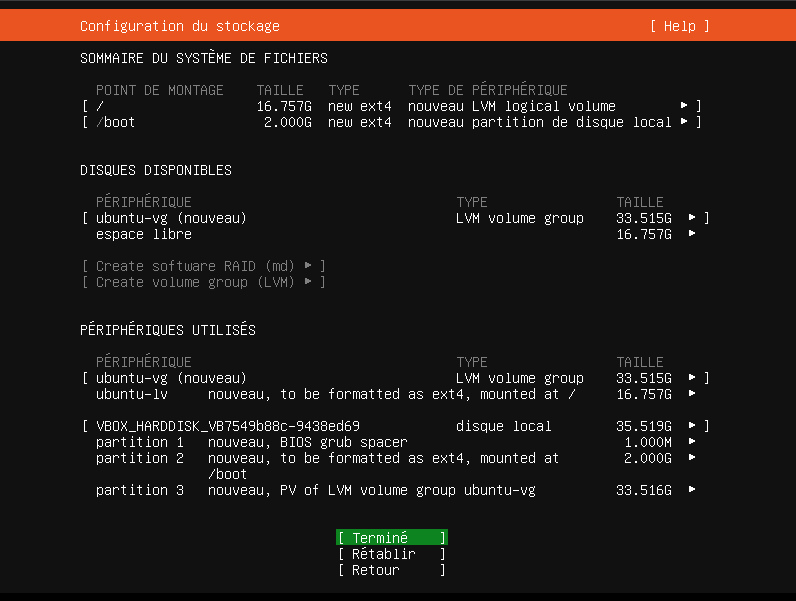 Configuration du stockage [ Help ]
SOMMAIRE DU SYSTÈME DE FICHIERS
POINT DE MONTAGE TAILLE TYPE TYPE DE PÉRIPHÉRIQUE
[ / 16.757G new ext4 nouveau LVM logical volume ▸ ]
[ /boot 2.000G new ext4 nouveau partition de disque local ▸ ]
DISQUES DISPONIBLES
PÉRIPHÉRIQUE TYPE TAILLE
[ ubuntu-vg (nouveau) LVM volume group 33.515G ▸ ]
espace libre 16.757G ▸
[ Create software RAID (md) ▸ ]
[ Create volume group (LVM) ▸ ]
PÉRIPHÉRIQUES UTILISÉS
PÉRIPHÉRIQUE TYPE TAILLE
[ ubuntu-vg (nouveau) LVM volume group 33.515G ▸ ]
ubuntu-lv nouveau, to be formatted as ext4, mounted at / 16.757G ▸
[ VBOX_HARDDISK_VB7549b88c-9438ed69 disque local 35.519G ▸ ]
partition 1 nouveau, BIOS grub spacer 1.000M ▸
partition 2 nouveau, to be formatted as ext4, mounted at 2.000G ▸
/boot
partition 3 nouveau, PV of LVM volume group ubuntu-vg 33.516G ▸
[ Terminé ]
[ Rétablir ]
[ Retour ]